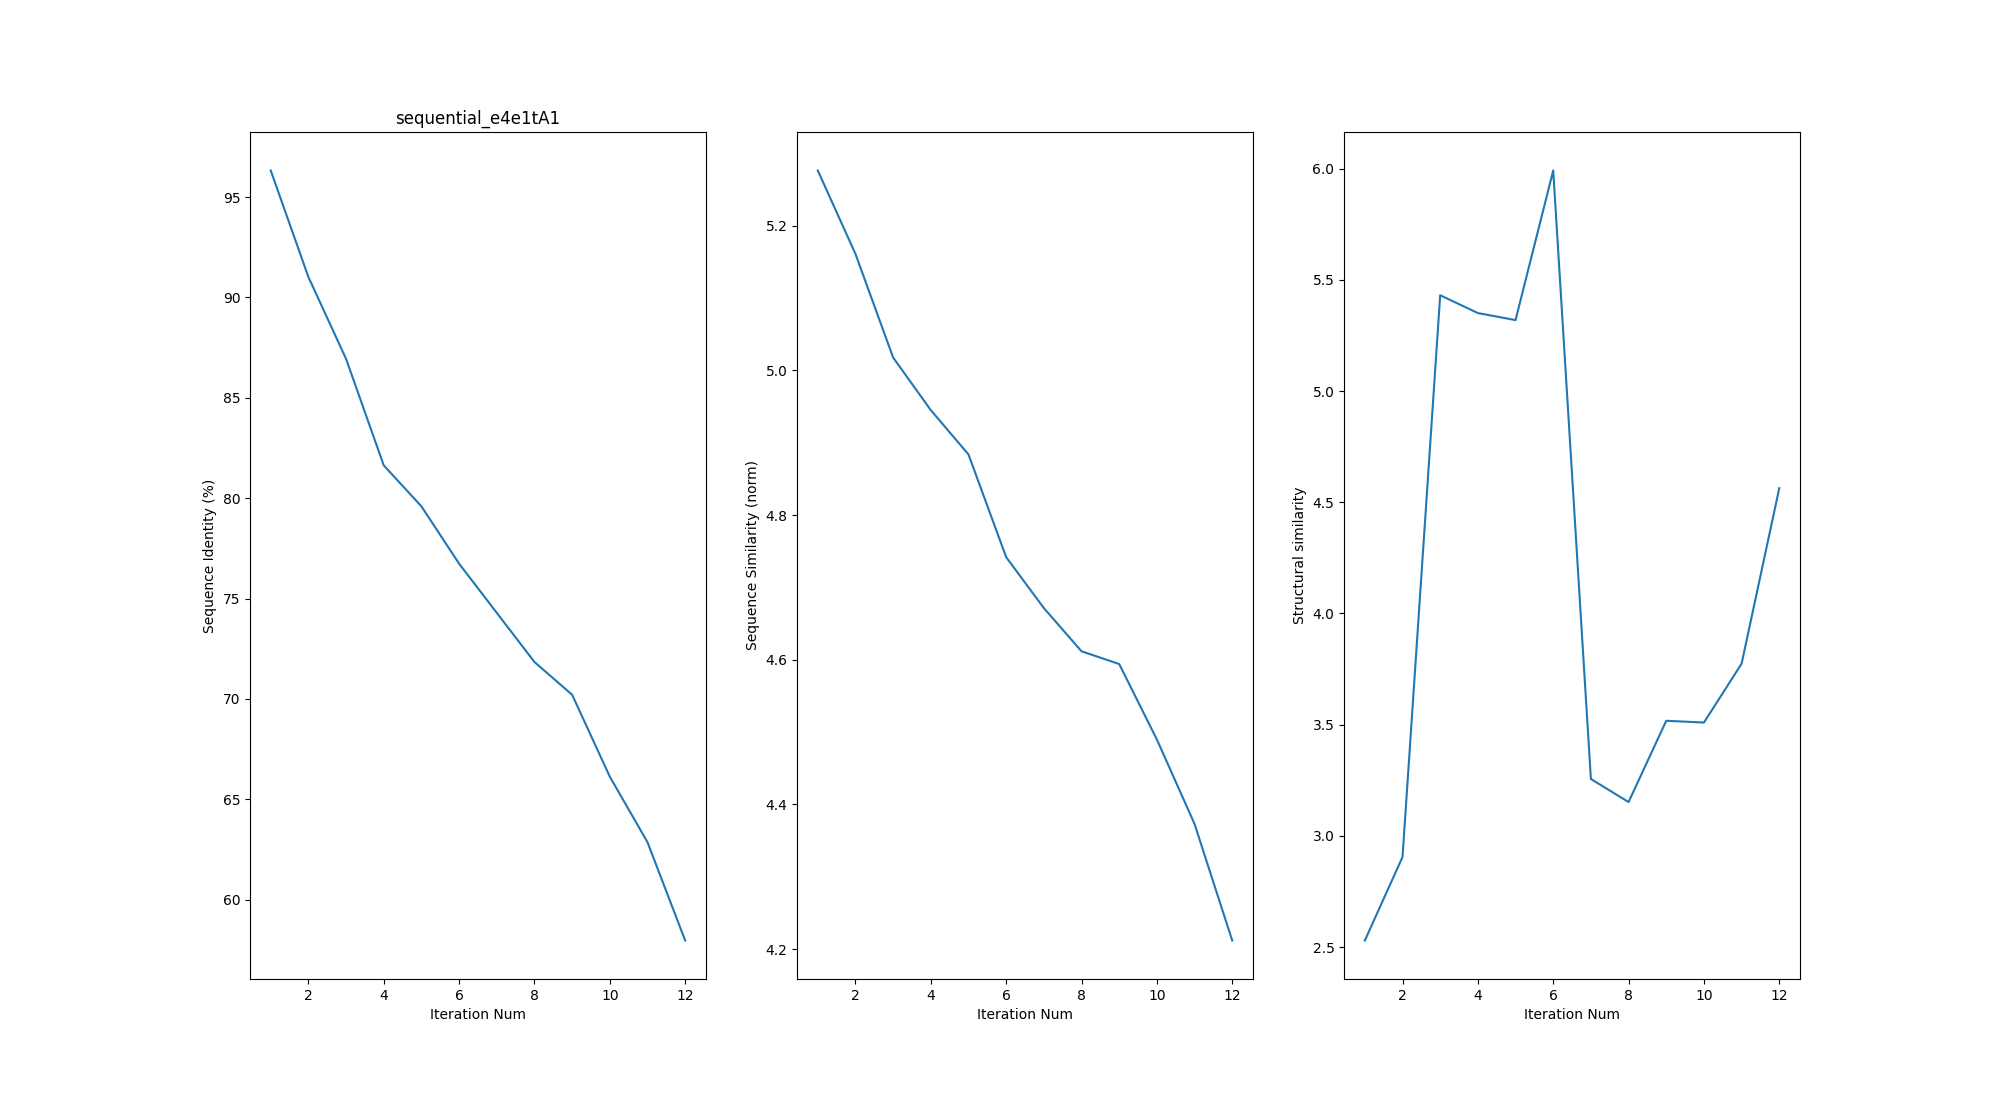 sequential_e4e1tA1
Sequence Identity (%)
95
90
85
80
75
70
65
60
2 4 6 8 10 12
Iteration Num
Sequence Similarity (norm)
5.2
5.0
4.8
4.6
4.4
4.2
2 4 6 8 10 12
Iteration Num
Structural similarity
6.0
5.5
5.0
4.5
4.0
3.5
3.0
2.5
2 4 6 8 10 12
Iteration Num